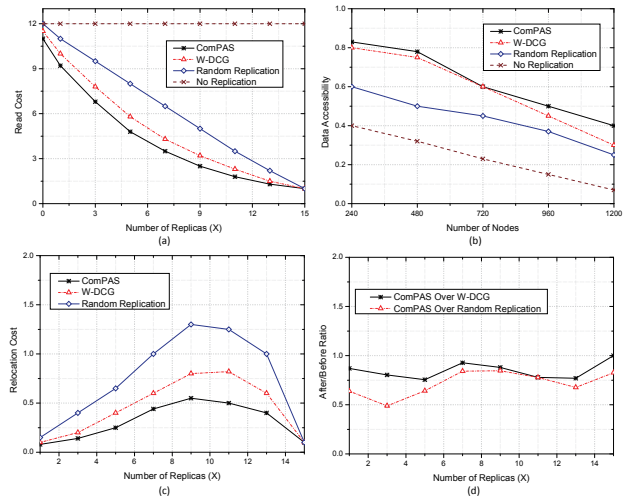 ComPAS
W-DCG
Random Replication
No Replication
Read Cost
15
12
9
6
3
0
0 3 6 9 12 15
Number of Replicas (X)
(a)
ComPAS
W-DCG
Random Replication
No Replication
Data Accessibility
1.0
0.8
0.6
0.4
0.2
0.0
240 480 720 960 1200
Number of Nodes
(b)
ComPAS
W-DCG
Random Replication
Relocation Cost
2.0
1.5
1.0
0.5
0.0
2 4 6 8 10 12 14
Number of Replicas (X)
(c)
ComPAS Over W-DCG
ComPAS Over Random Replication
After/Before Ratio
2.0
1.5
1.0
0.5
0.0
2 4 6 8 10 12 14
Number of Replicas (X)
(d)